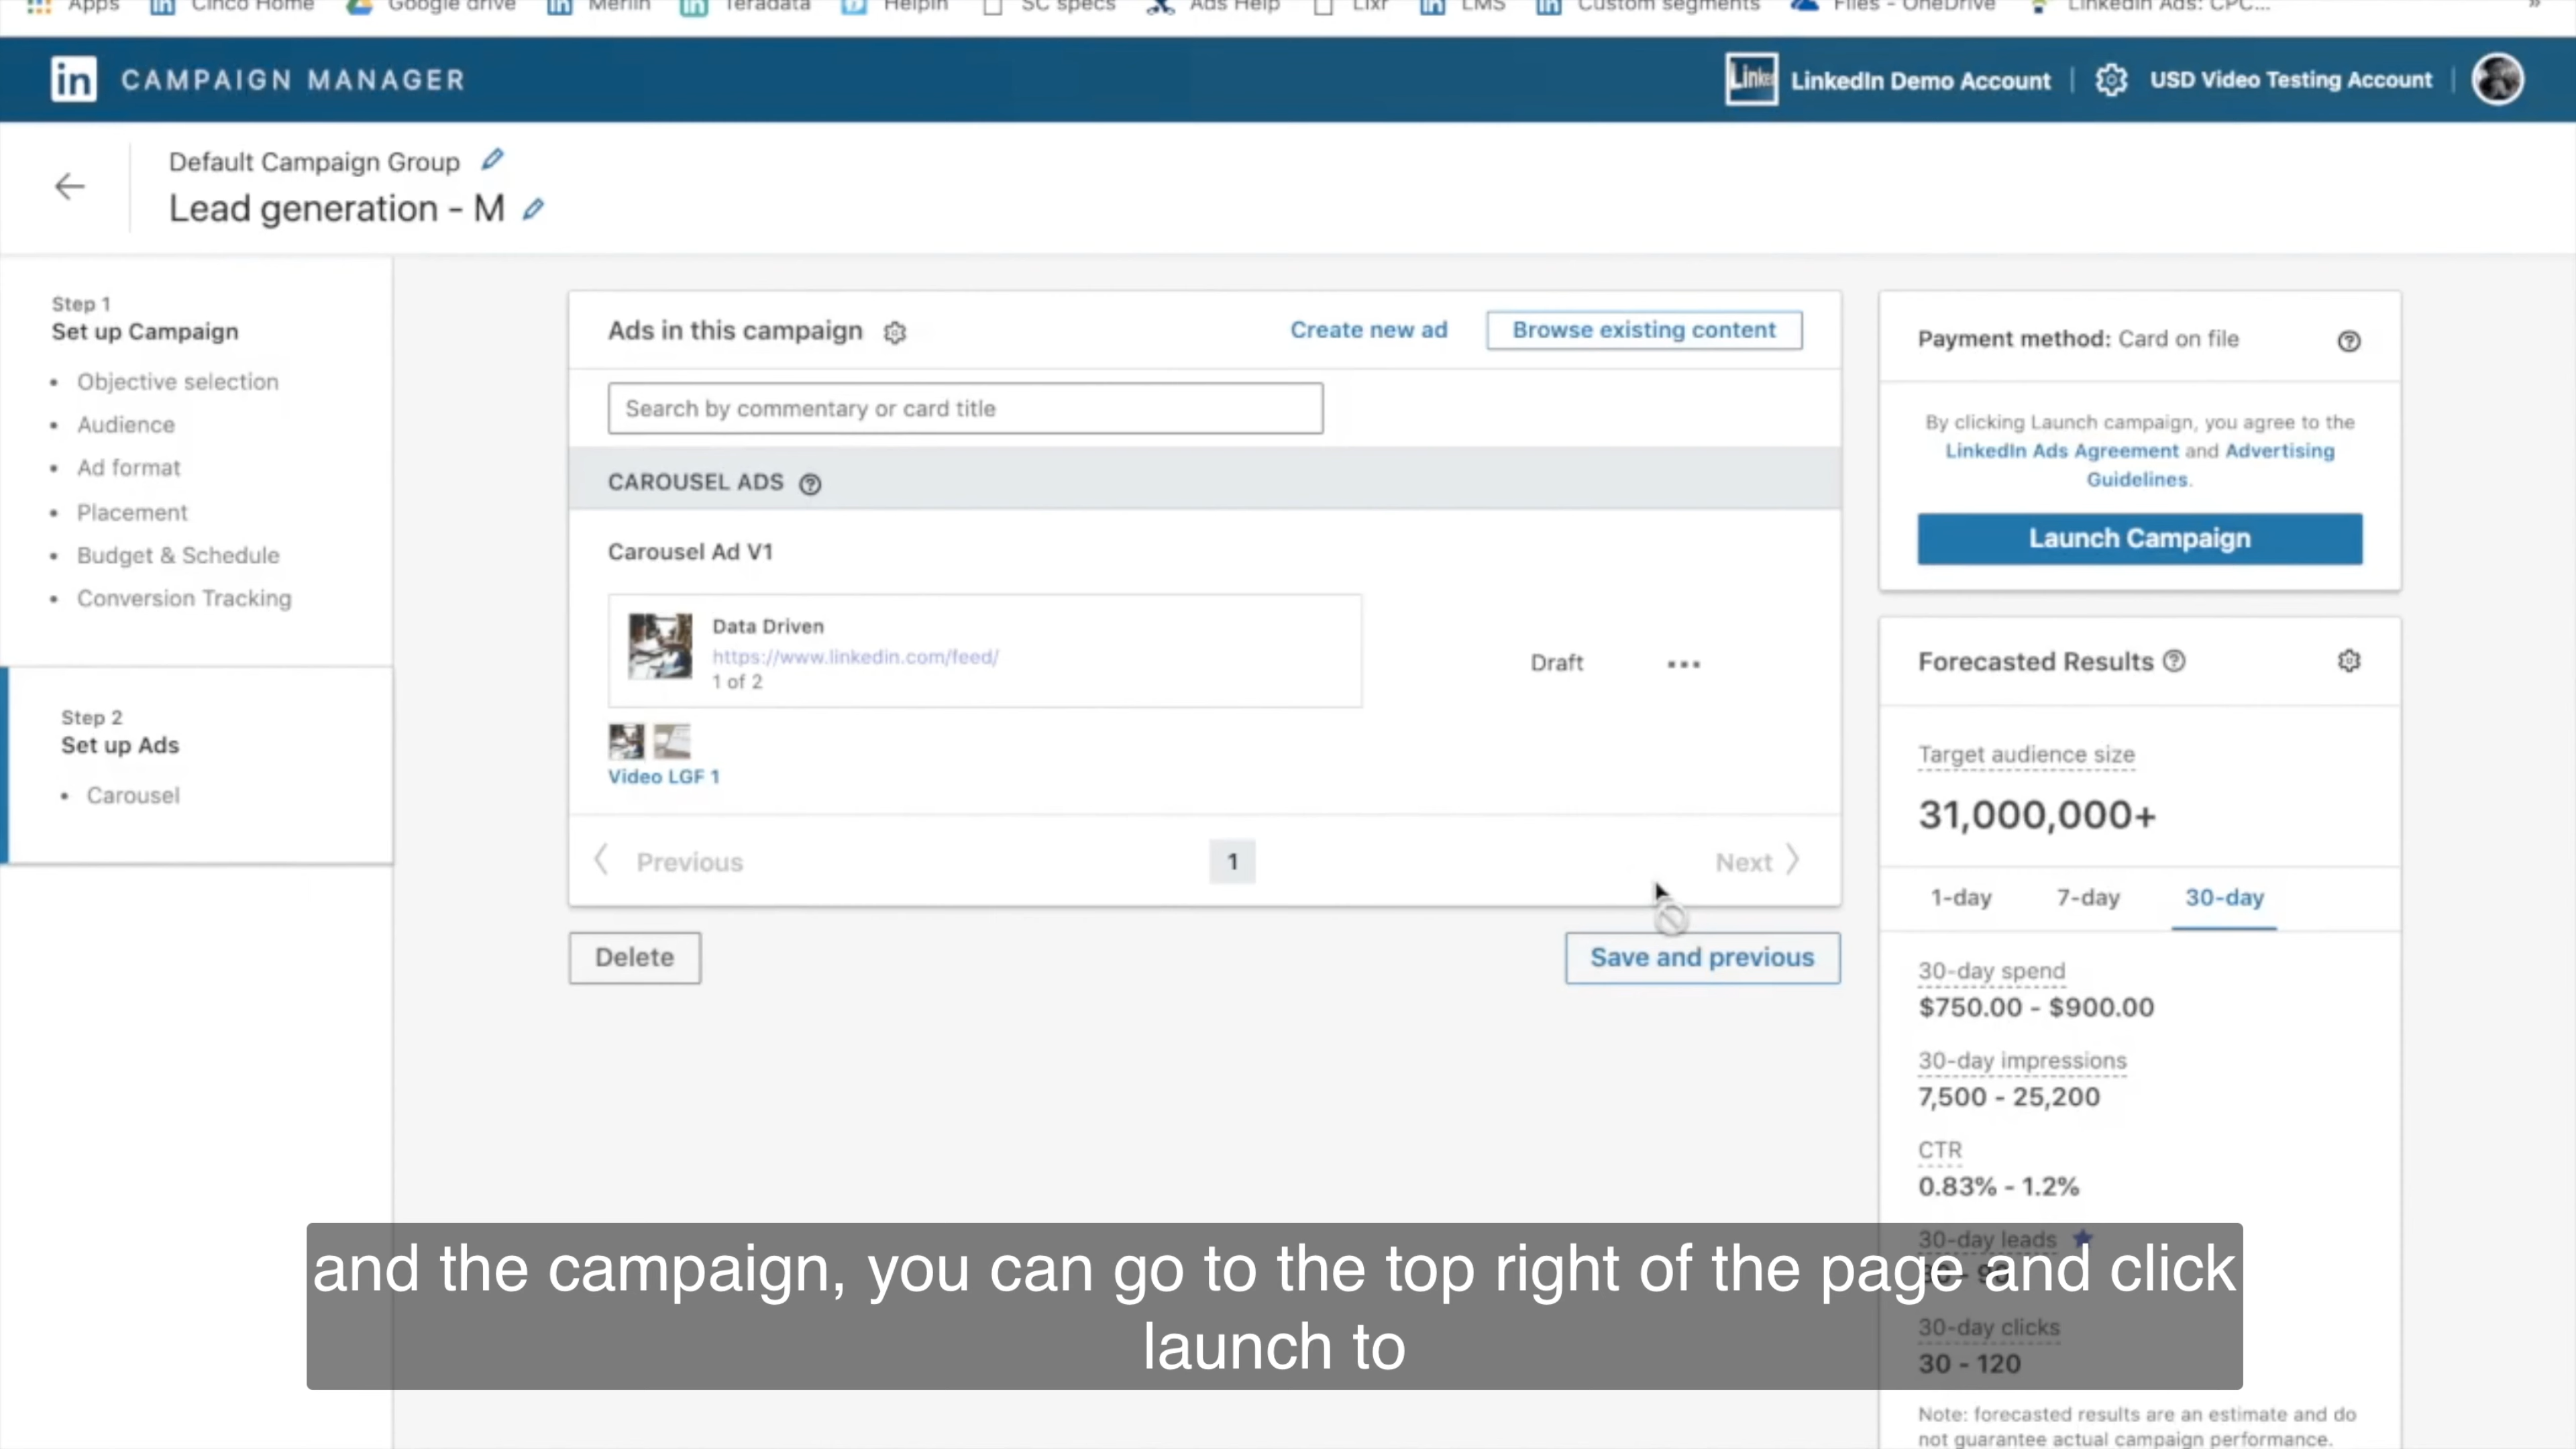 Apps
Cinco Home
Google drive
Merlin
Teradata
HelpIn
SC specs
Ads Help
Lixr
LMS
Custom segments
Files - OneDrive
LinkedIn Ads: CPC...
»
in CAMPAIGN MANAGER
LinkedIn Demo Account
USD Video Testing Account
Default Campaign Group
Lead generation - M
Step 1
Set up Campaign
• Objective selection
• Audience
• Ad format
• Placement
• Budget & Schedule
• Conversion Tracking
Step 2
Set up Ads
• Carousel
Ads in this campaign
Create new ad
Browse existing content
Search by commentary or card title
CAROUSEL ADS
Carousel Ad V1
Data Driven
https://www.linkedin.com/feed/
1 of 2
Draft
Video LGF 1
Previous
1
Next
Delete
Save and previous
Payment method: Card on file
By clicking Launch campaign, you agree to the
LinkedIn Ads Agreement and Advertising
Guidelines.
Launch Campaign
Forecasted Results
Target audience size
31,000,000+
1-day
7-day
30-day
30-day spend
$750.00 - $900.00
30-day impressions
7,500 - 25,200
CTR
0.83% - 1.2%
30-day leads
30-day clicks
30 - 120
Note: forecasted results are an estimate and do
not guarantee actual campaign performance.
and the campaign, you can go to the top right of the page and click
launch to